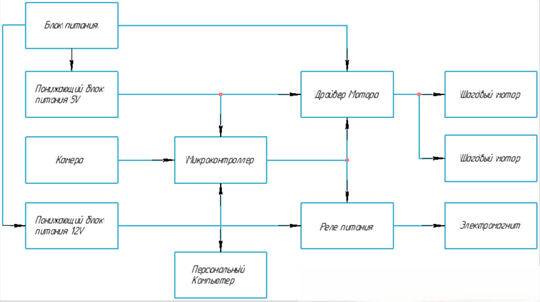 Блок питания
Понижающий блок
питания 5V
Драйвер Мотора
Шаговый мотор
Камера
Микроконтроллер
Шаговый мотор
Понижающий блок
питания 12V
Реле питания
Электромагнит
Персональный
Компьютер